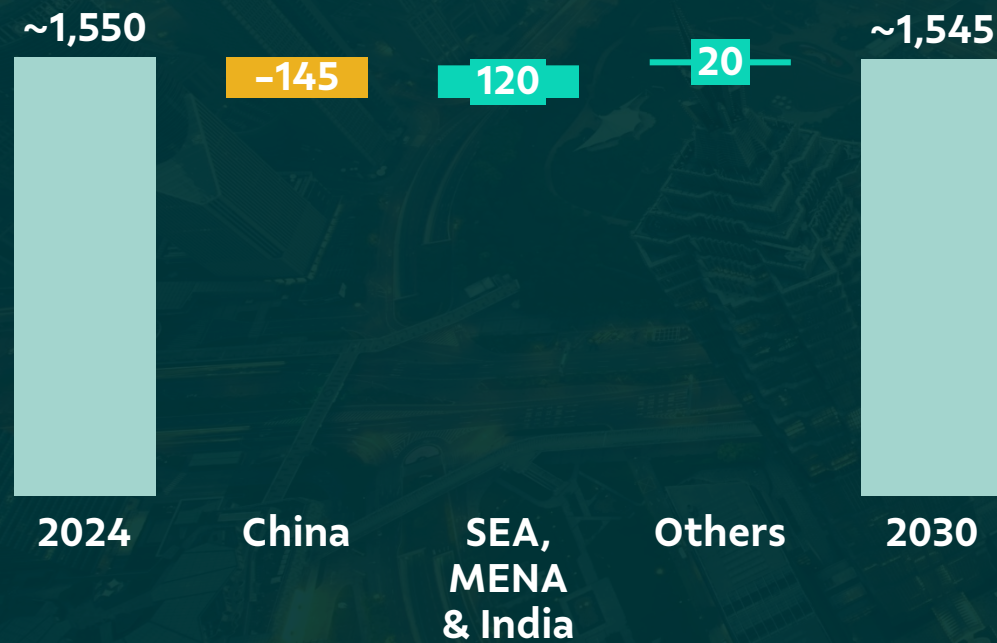 ~1,550
-145
120
20
~1,545
2024
China
SEA,
MENA
& India
Others
2030